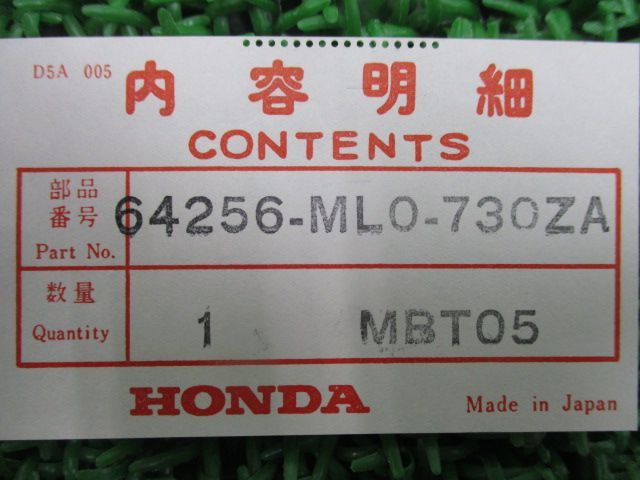 D5A 005
内容明細
CONTENTS
部品
番号
Part No.
64256-ML0-730ZA
数量
Quantity
1 MBT05
HONDA
Made in Japan